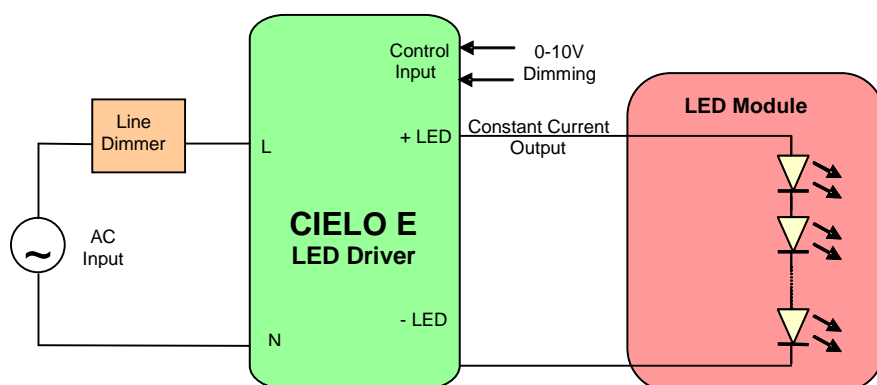 Control
Input
0-10V
Dimming
LED Module
Line
Dimmer
L
+ LED
Constant Current
Output
CIELO E
LED Driver
AC
Input
~
N
- LED